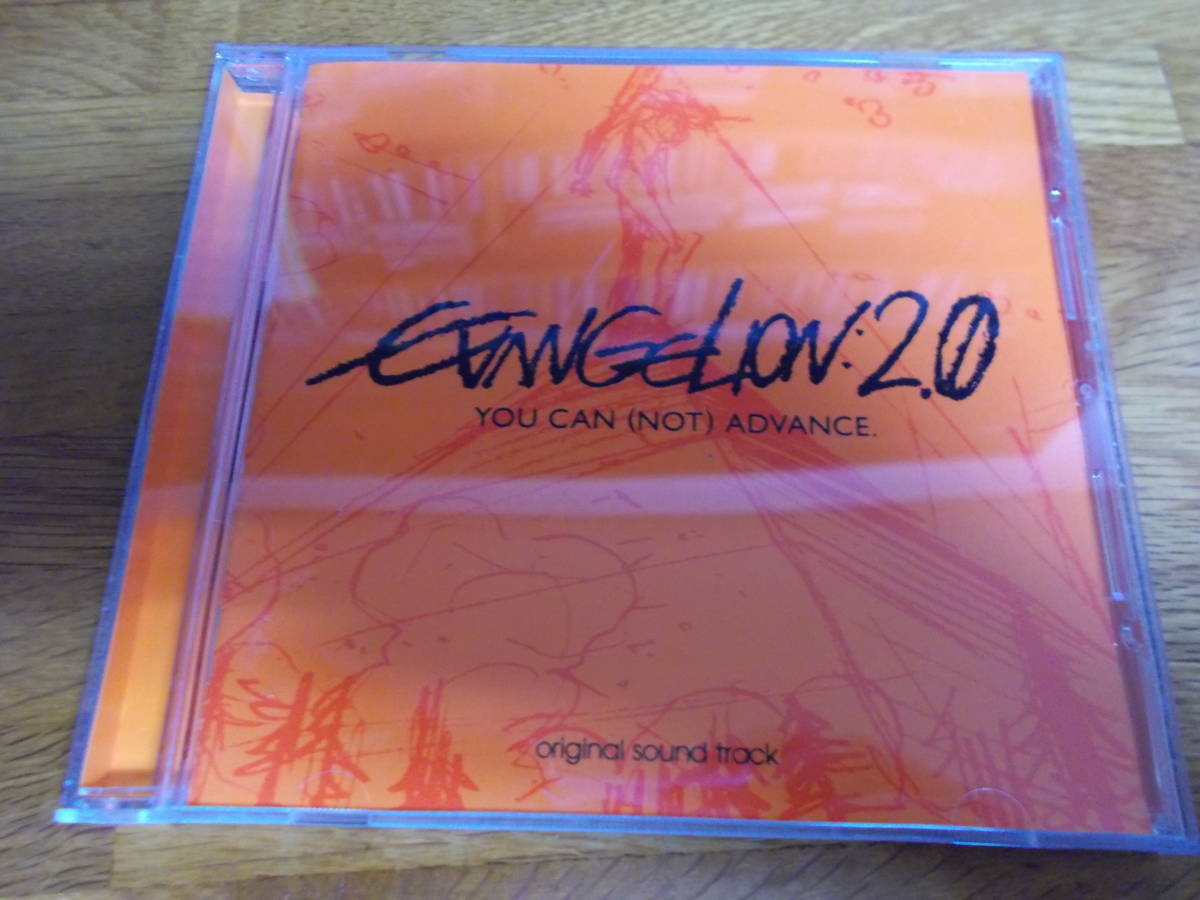 EVANGELION:2.0
YOU CAN (NOT) ADVANCE.
original sound track